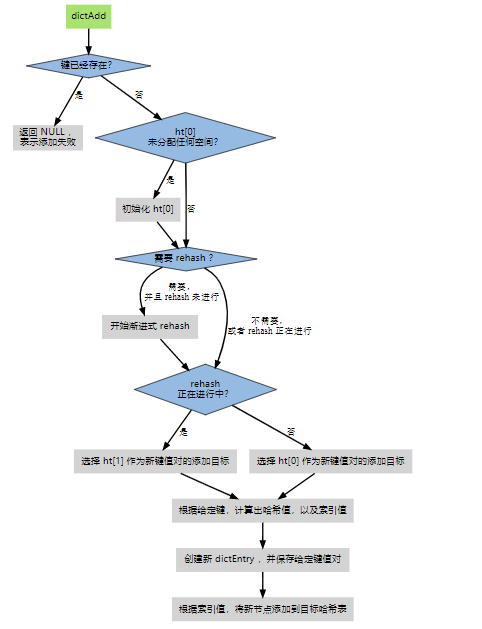 dictAdd
键已经存在？
是
否
返回 NULL ，
表示添加失败
ht[0]
未分配任何空间？
是
否
初始化 ht[0]
需要 rehash ？
需要，
并且 rehash 未进行
不需要，
或者 rehash 正在进行
开始渐进式 rehash
rehash
正在进行中？
是
否
选择 ht[1] 作为新键值对的添加目标
选择 ht[0] 作为新键值对的添加目标
根据给定键，计算出哈希值，以及索引值
创建新 dictEntry ，并保存给定键值对
根据索引值，将新节点添加到目标哈希表